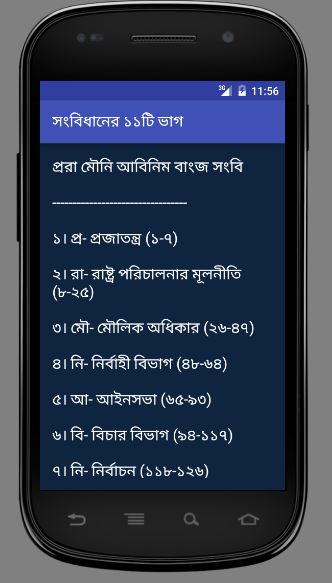 3G 11:56
সংবিধানের ১১টি ভাগ
প্ররা মৌনি আবিনিম বাংজ সংবি
---------------------------------
১। প্র- প্রজাতন্ত্র (১-৭)
২। রা- রাষ্ট্র পরিচালনার মূলনীতি
(৮-২৫)
৩। মৌ- মৌলিক অধিকার (২৬-৪৭)
৪। নি- নির্বাহী বিভাগ (৪৮-৬৪)
৫। আ- আইনসভা (৬৫-৯৩)
৬। বি- বিচার বিভাগ (৯৪-১১৭)
৭। নি- নির্বাচন (১১৮-১২৬)